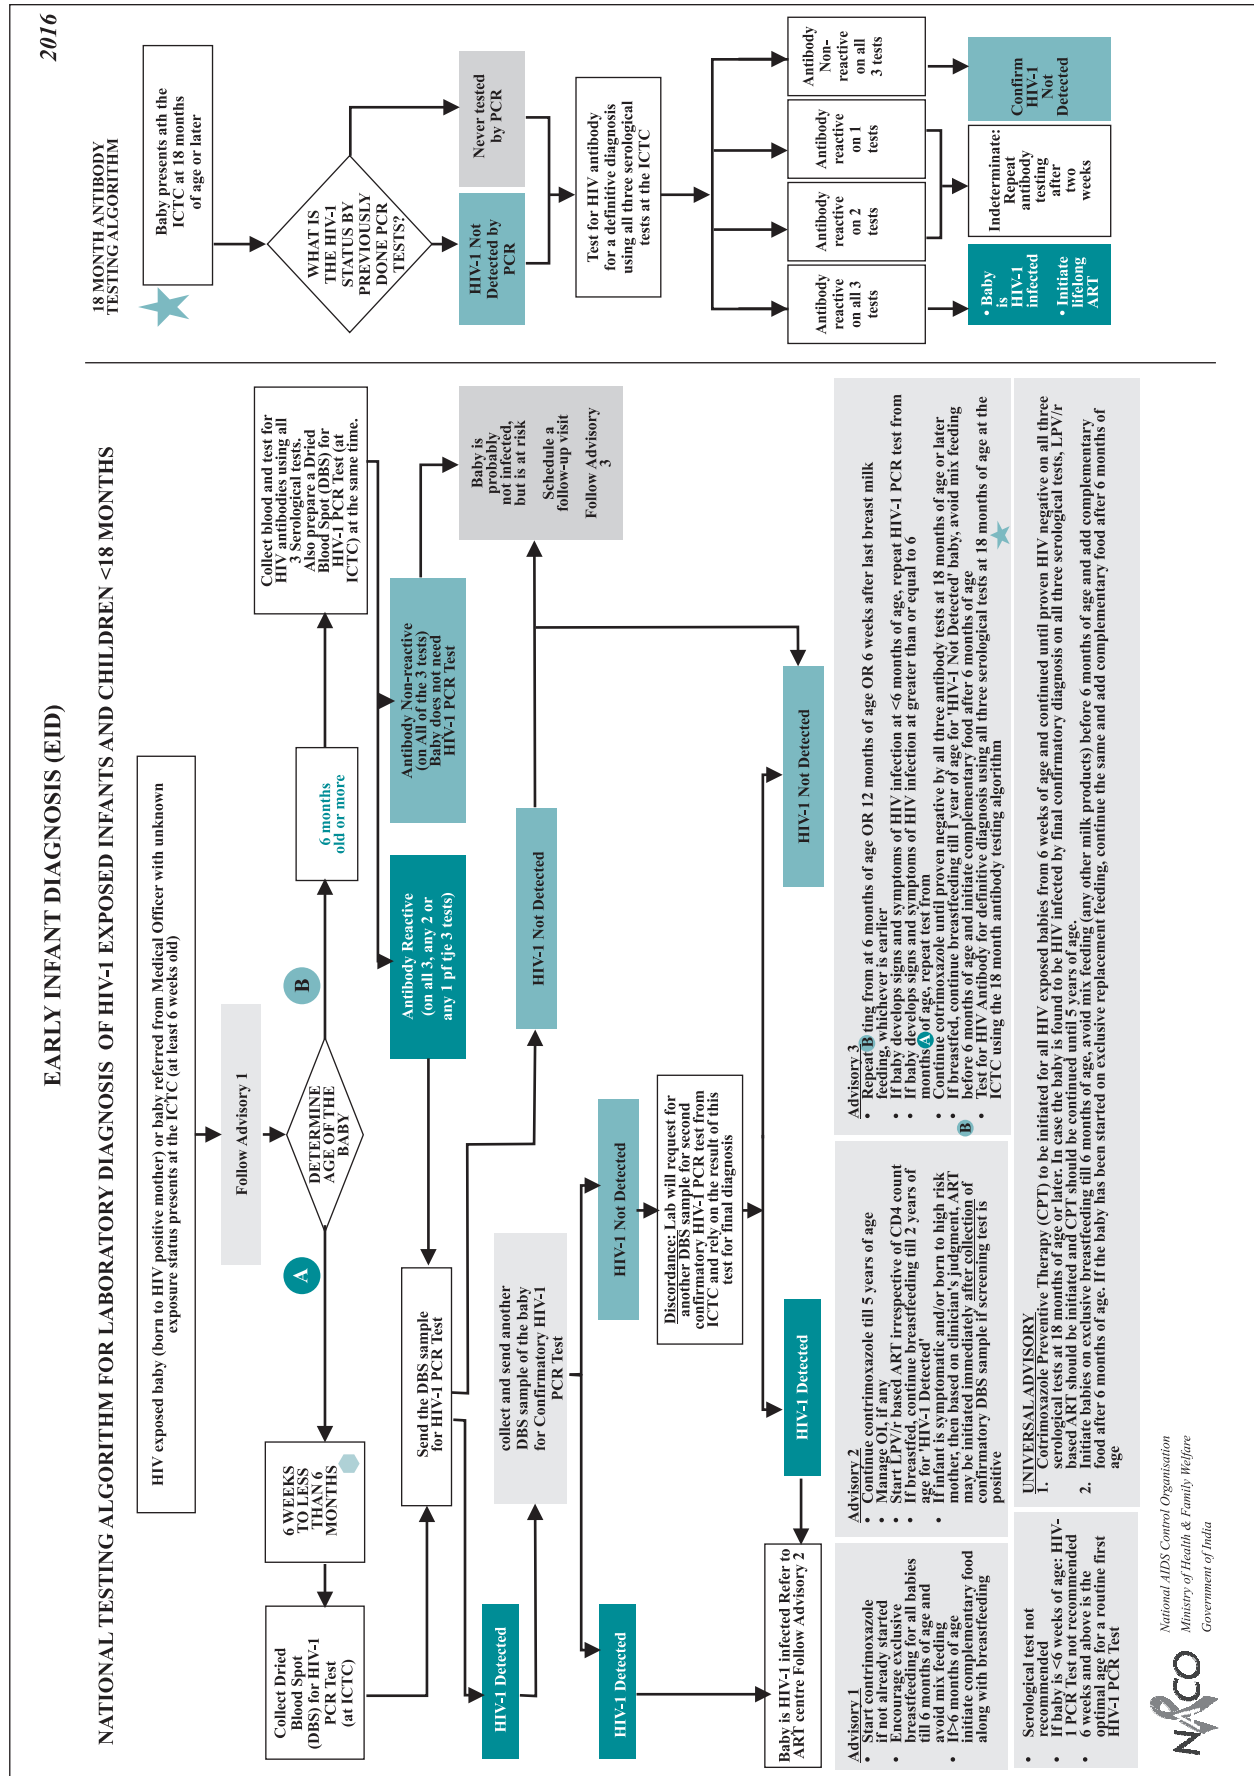 2016
EARLY INFANT DIAGNOSIS (EID)
NATIONAL TESTING ALGORITHM FOR LABORATORY DIAGNOSIS OF HIV-1 EXPOSED INFANTS AND CHILDREN <18 MONTHS
HIV exposed baby (born to HIV positive mother) or baby referred from Medical Officer with unknown
exposure status presents at the ICTC (at least 6 weeks old)
Follow Advisory 1
DETERMINE
AGE OF THE
BABY
A
B
6 WEEKS
TO LESS
THAN 6
MONTHS
6 months
old or more
Collect Dried
Blood Spot
(DBS) for HIV-1
PCR Test
(at ICTC)
Collect blood and test for
HIV antibodies using all
3 Serological tests.
Also prepare a Dried
Blood Spot (DBS) for
HIV-1 PCR Test (at
ICTC) at the same time.
Antibody Reactive
(on all 3, any 2 or
any 1 pf tje 3 tests)
Antibody Non-reactive
(on All of the 3 tests)
Baby does not need
HIV-1 PCR Test
Send the DBS sample
for HIV-1 PCR Test
HIV-1 Detected
HIV-1 Not Detected
Baby is
probably
not infected,
but is at risk
Schedule a
follow-up visit
Follow Advisory
3
collect and send another
DBS sample of the baby
for Confirmatory HIV-1
PCR Test
HIV-1 Detected
HIV-1 Not Detected
Discordance: Lab will request for
another DBS sample for second
confirmatory HIV-1 PCR test from
ICTC and rely on the result of this
test for final diagnosis
HIV-1 Detected
HIV-1 Not Detected
Baby is HIV-1 infected Refer to
ART centre Follow Advisory 2
Advisory 1
• Start contrimoxazole
if not already started
• Encourage exclusive
breastfeeding for all babies
till 6 months of age and
avoid mix feeding
• If>6 months of age
initiate complementary food
along with breastfeeding
Advisory 2
• Continue contrimoxazole till 5 years of age
• Manage OI, if any
• Start LPV/r based ART irrespective of CD4 count
• If breastfed, continue breastfeeding till 2 years of
age for 'HIV-1 Detected'
• If infant is symptomatic and/or born to high risk
mother, then based on clinician's judgment, ART
may be initiated immediately after collection of
confirmatory DBS sample if screening test is
positive
Advisory 3
• Repeat B ting from at 6 months of age OR 12 months of age OR 6 weeks after last breast milk
feeding, whichever is earlier
• If baby develops signs and symptoms of HIV infection at <6 months of age, repeat HIV-1 PCR test from
• If baby develops signs and symptoms of HIV infection at greater than or equal to 6
months A of age, repeat test from
• Continue cotrimoxazole until proven negative by all three antibody tests at 18 months of age or later
• If breastfed, continue breastfeeding till 1 year of age for 'HIV-1 Not Detected' baby, avoid mix feeding
B before 6 months of age and initiate complementary food after 6 months of age
• Test for HIV Antibody for definitive diagnosis using all three serological tests at 18 months of age at the
ICTC using the 18 month antibody testing algorithm
• Serological test not
recommended
• If baby is <6 weeks of age: HIV-
1 PCR Test not recommended
• 6 weeks and above is the
optimal age for a routine first
HIV-1 PCR Test
UNIVERSAL ADVISORY
1. Cotrimoxazole Preventive Therapy (CPT) to be initiated for all HIV exposed babies from 6 weeks of age and continued until proven HIV negative on all three
serological tests at 18 months of age or later. In case the baby is found to be HIV infected by final confirmatory diagnosis on all three serological tests, LPV/r
based ART should be initiated and CPT should be continued until 5 years of age.
2. Initiate babies on exclusive breastfeeding till 6 months of age, avoid mix feeding (any other milk products) before 6 months of age and add complementary
food after 6 months of age. If the baby has been started on exclusive replacement feeding, continue the same and add complementary food after 6 months of
age
18 MONTH ANTIBODY
TESTING ALGORITHM
Baby presents ath the
ICTC at 18 months
of age or later
WHAT IS
THE HIV-1
STATUS BY
PREVIOUSLY
DONE PCR
TESTS?
HIV-1 Not
Detected by
PCR
Never tested
by PCR
Test for HIV antibody
for a definitive diagnosis
using all three serological
tests at the ICTC
Antibody
reactive
on all 3
tests
Antibody
reactive
on 2
tests
Antibody
reactive
on 1
tests
Antibody
Non-
reactive
on all
3 tests
• Baby
is
HIV-1
infected
• Initiate
lifelong
ART
Indeterminate:
Repeat
antibody
testing
after
two
weeks
Confirm
HIV-1
Not
Detected
NACO
National AIDS Control Organisation
Ministry of Health & Family Welfare
Government of India